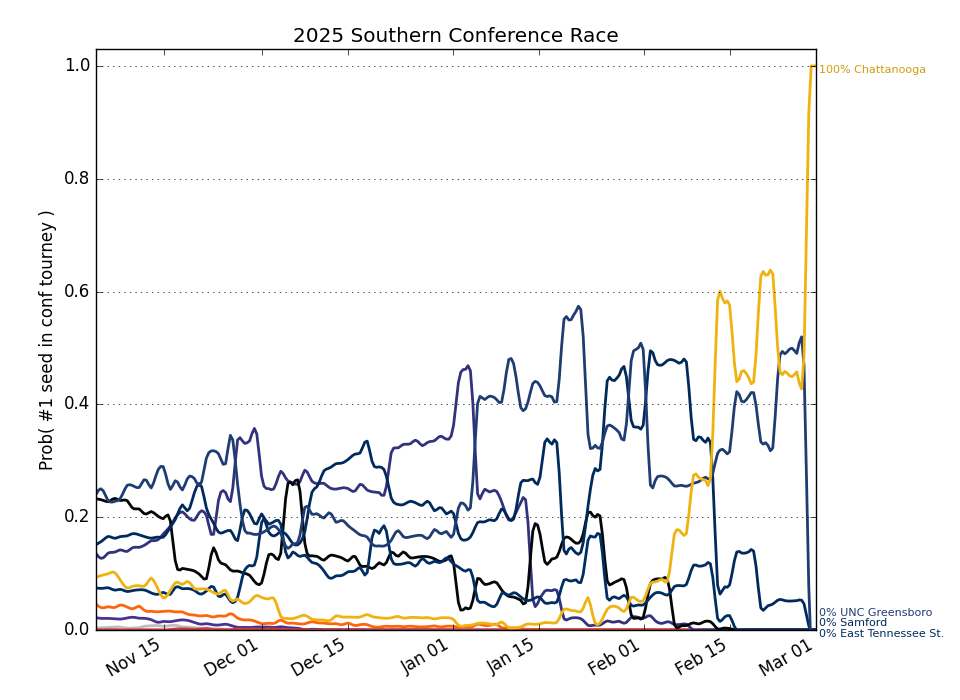 2025 Southern Conference Race
Prob( #1 seed in conf tourney )
1.0
0.8
0.6
0.4
0.2
0.0
100% Chattanooga
0% UNC Greensboro
0% Samford
0% East Tennessee St.
Nov 15
Dec 01
Dec 15
Jan 01
Jan 15
Feb 01
Feb 15
Mar 01